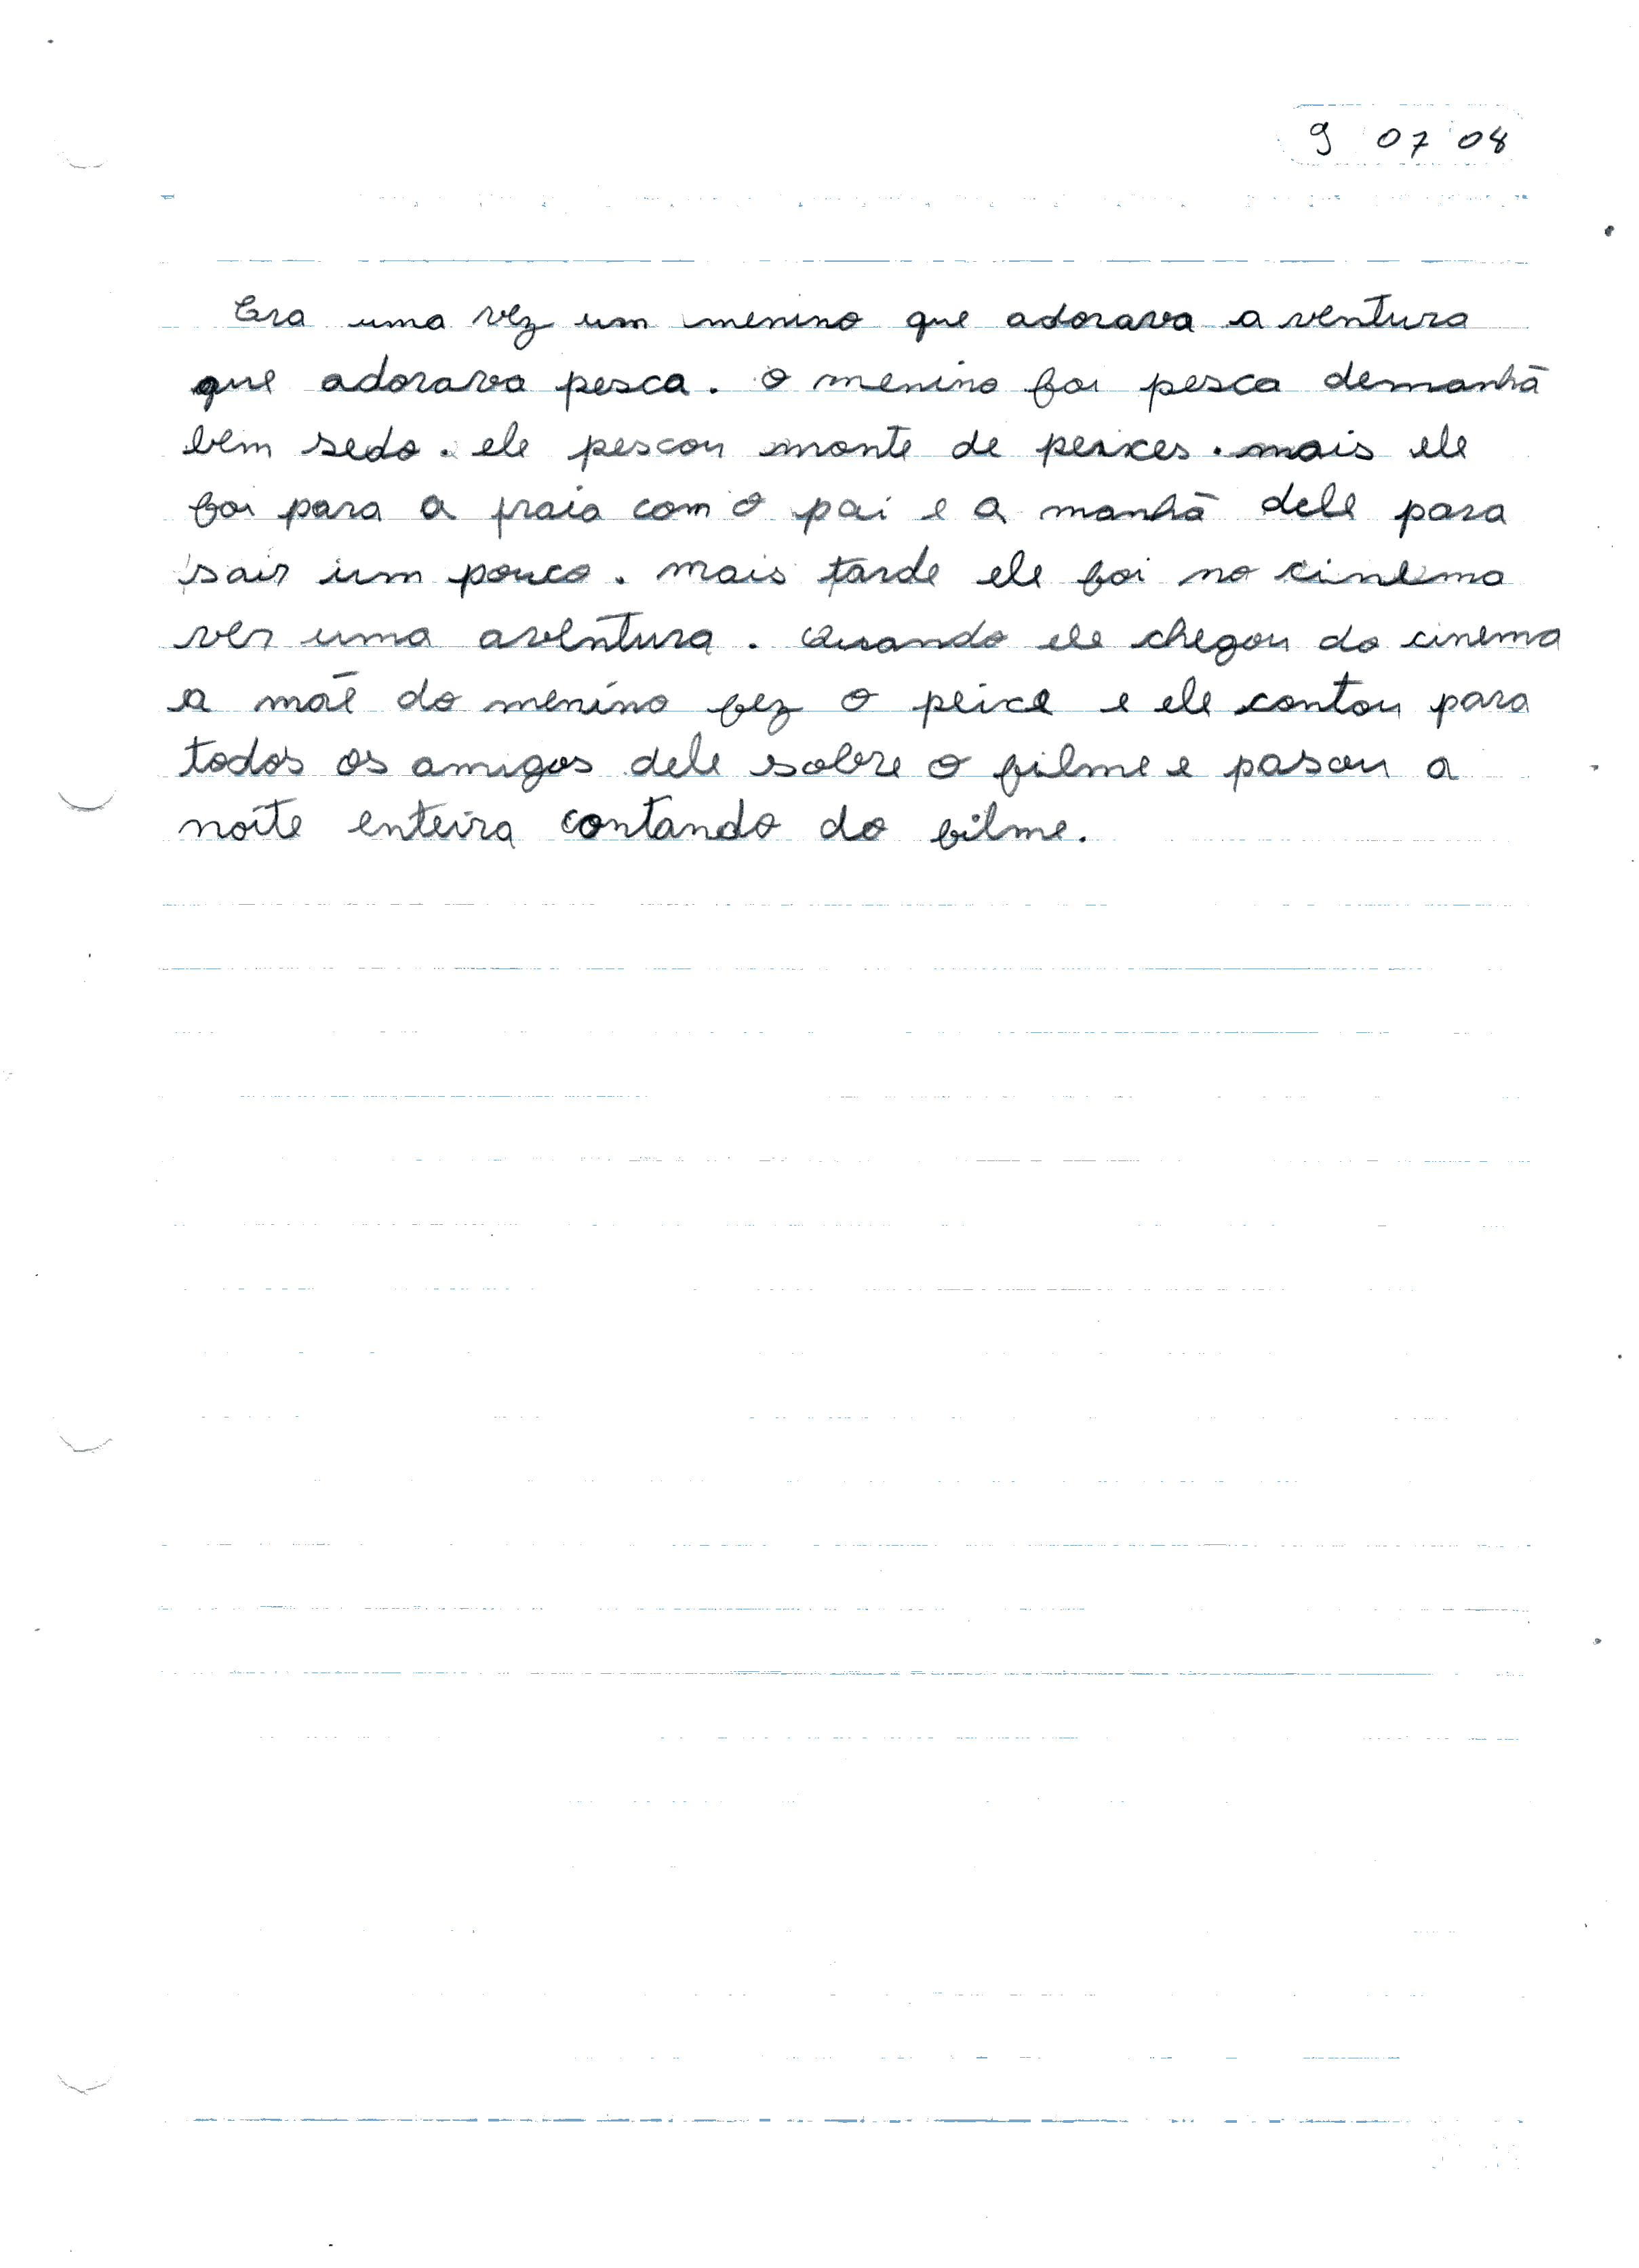 9 07 08
Era uma vez um menino que adorava a ventura
que adorava pesca. o menino foi pesca demanhã
bem sedo. ele pescou monte de peixes. mais ele
foi para a praia com o pai e a manhã dele para
sair um pouco. mais tarde ele foi no cinema
ver uma aventura. Quando ele chegou do cinema
a mãe do menino fez o peixe e ele contou para
todos os amigos dele sobre o filme e pasou a
noite enteira contando do filme.